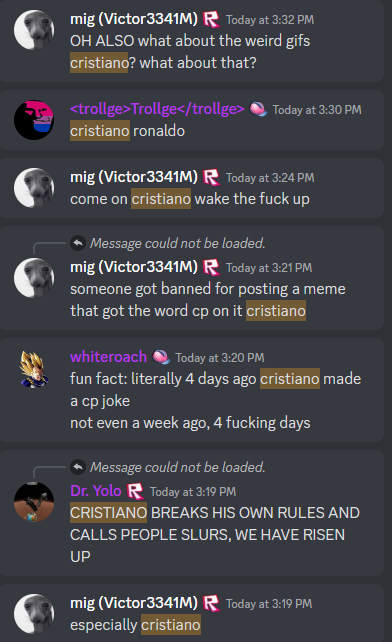 mig (Victor3341M) Today at 3:32 PM
OH ALSO what about the weird gifs
cristiano? what about that?
<trollge>Trollge</trollge> Today at 3:30 PM
cristiano ronaldo
mig (Victor3341M) Today at 3:24 PM
come on cristiano wake the fuck up
Message could not be loaded.
mig (Victor3341M) Today at 3:21 PM
someone got banned for posting a meme
that got the word cp on it cristiano
whiteroach Today at 3:20 PM
fun fact: literally 4 days ago cristiano made
a cp joke
not even a week ago, 4 fucking days
Message could not be loaded.
Dr. Yolo Today at 3:19 PM
CRISTIANO BREAKS HIS OWN RULES AND
CALLS PEOPLE SLURS, WE HAVE RISEN
UP
mig (Victor3341M) Today at 3:19 PM
especially cristiano